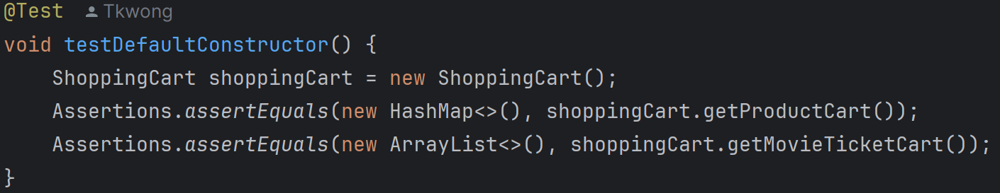 @Test Tkwong
void testDefaultConstructor() {
    ShoppingCart shoppingCart = new ShoppingCart();
    Assertions.assertEquals(new HashMap<>(), shoppingCart.getProductCart());
    Assertions.assertEquals(new ArrayList<>(), shoppingCart.getMovieTicketCart());
}